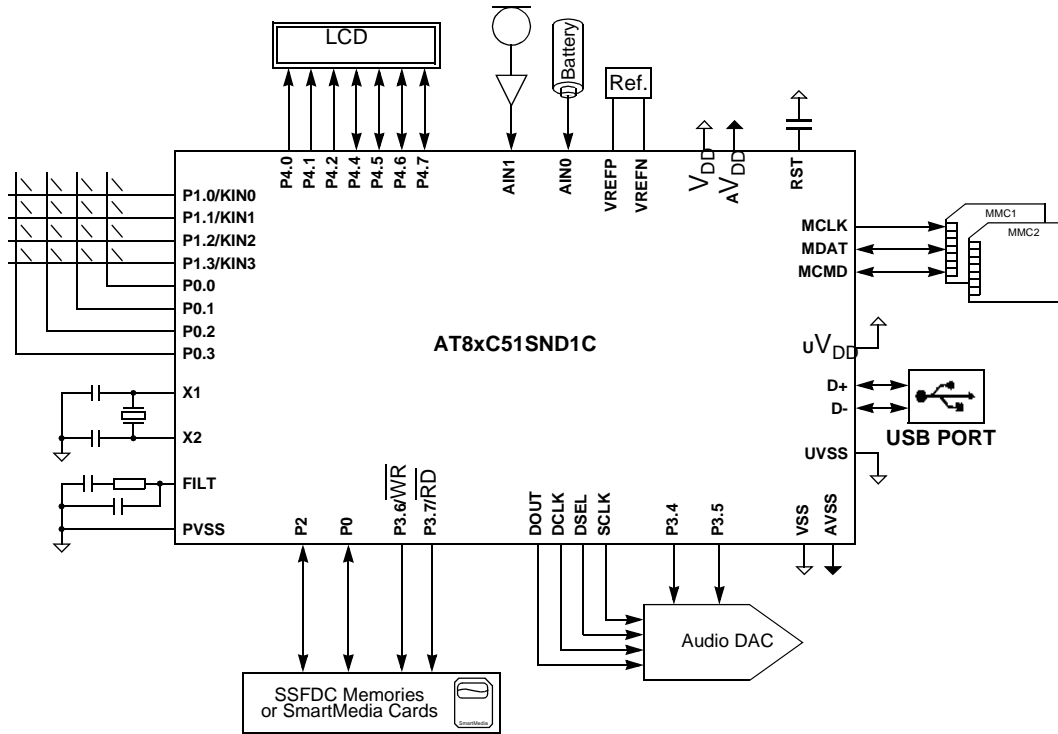 LCD
Battery
Ref.
P4.0
P4.1
P4.2
P4.4
P4.5
P4.6
P4.7
AIN1
AIN0
VREFP
VREFN
VDD
AVDD
RST
P1.0/KIN0
P1.1/KIN1
P1.2/KIN2
P1.3/KIN3
P0.0
P0.1
P0.2
P0.3
X1
X2
FILT
PVSS
AT8xC51SND1C
MCLK
MDAT
MCMD
MMC1
MMC2
UVDD
D+
D-
USB PORT
UVSS
P2
P0
P3.6/WR
P3.7/RD
DOUT
DCLK
DSEL
SCLK
P3.4
P3.5
VSS
AVSS
Audio DAC
SSFDC Memories
or SmartMedia Cards
SmartMedia